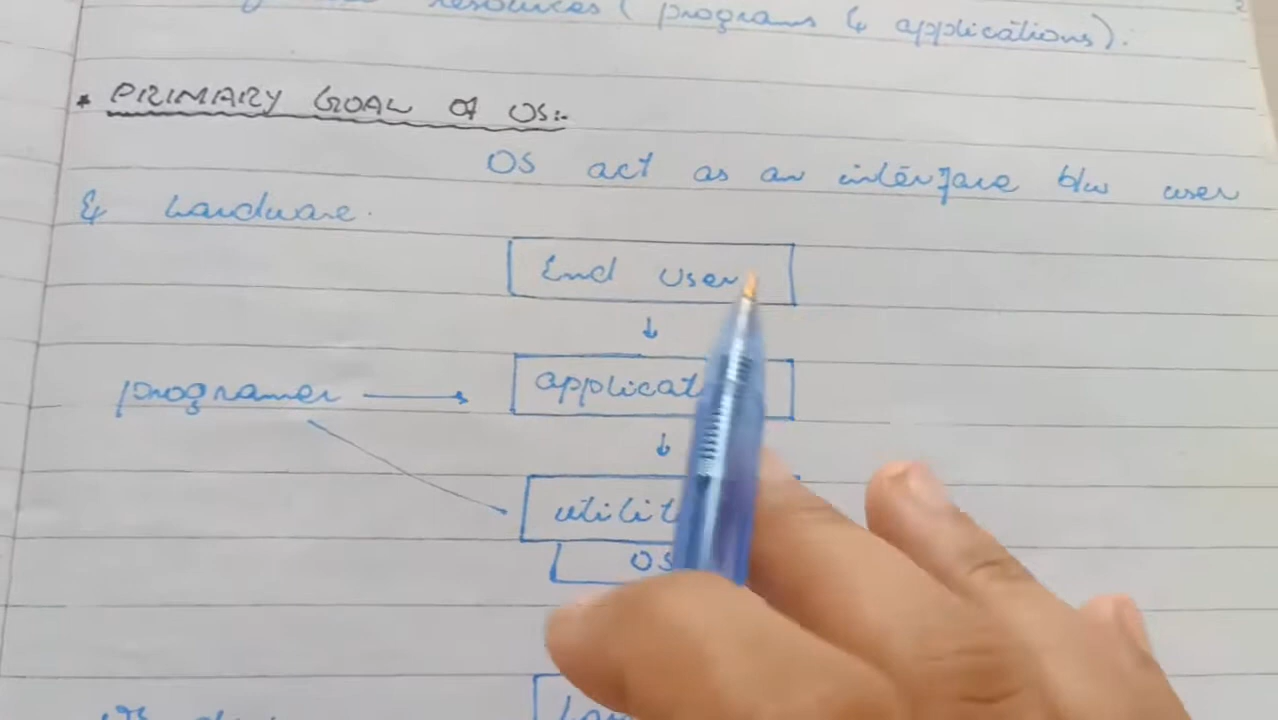 resources ( programs & applications).
* PRIMARY GOAL OF OS:-
OS act as an interface b/w user
& hardware.
End user
programer → applicat
utilit
OS